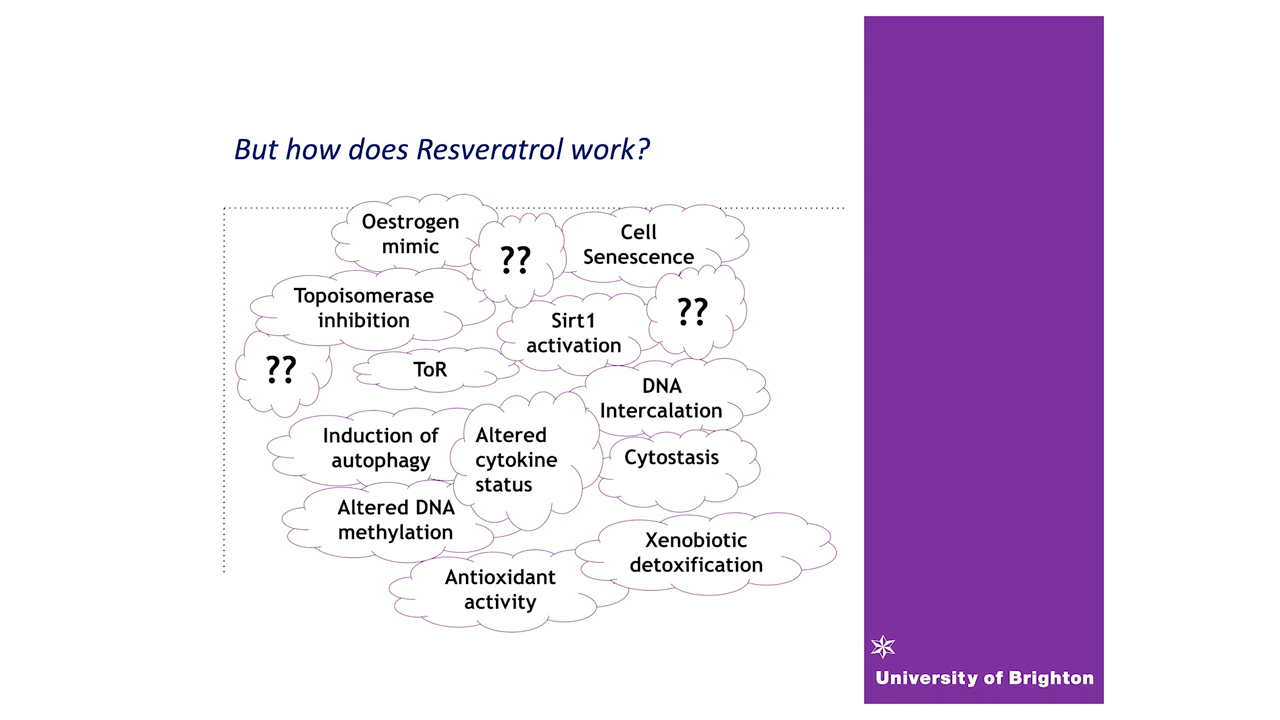 But how does Resveratrol work?
Oestrogen
mimic
??
Cell
Senescence
Topoisomerase
inhibition
Sirt1
activation
??
??
ToR
DNA
Intercalation
Induction of
autophagy
Altered
cytokine
status
Cytostasis
Altered DNA
methylation
Xenobiotic
detoxification
Antioxidant
activity
University of Brighton